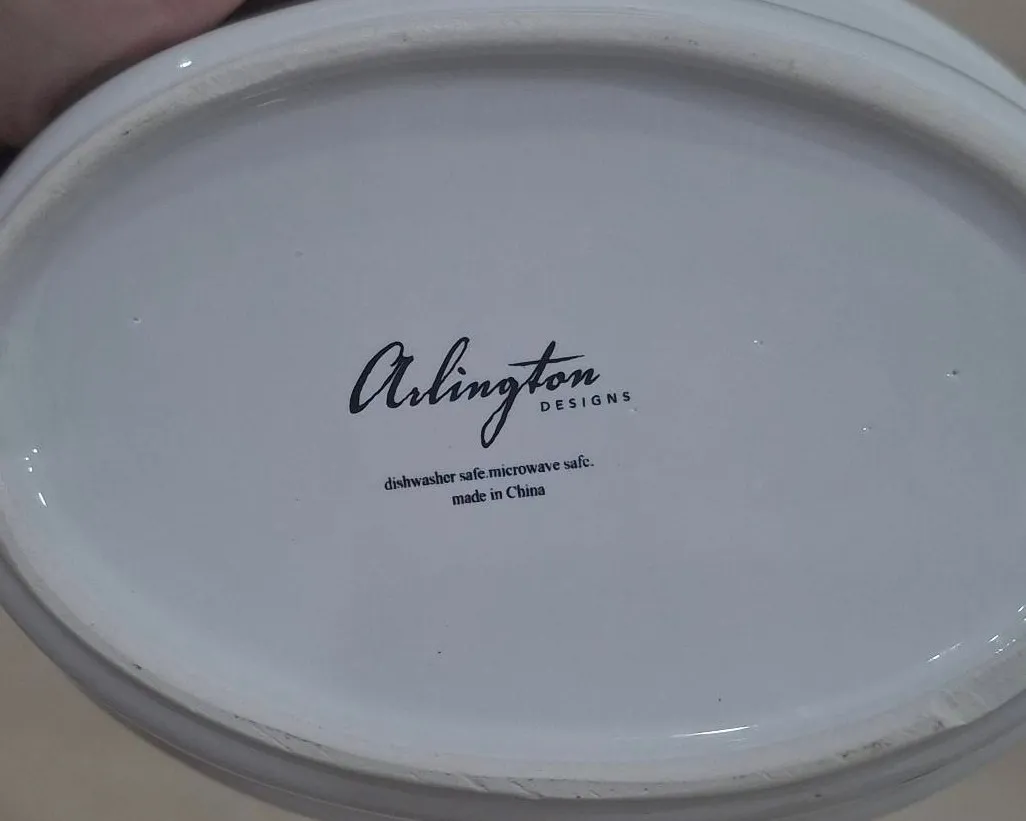 Arlington
DESIGNS
dishwasher safe.microwave safe.
made in China